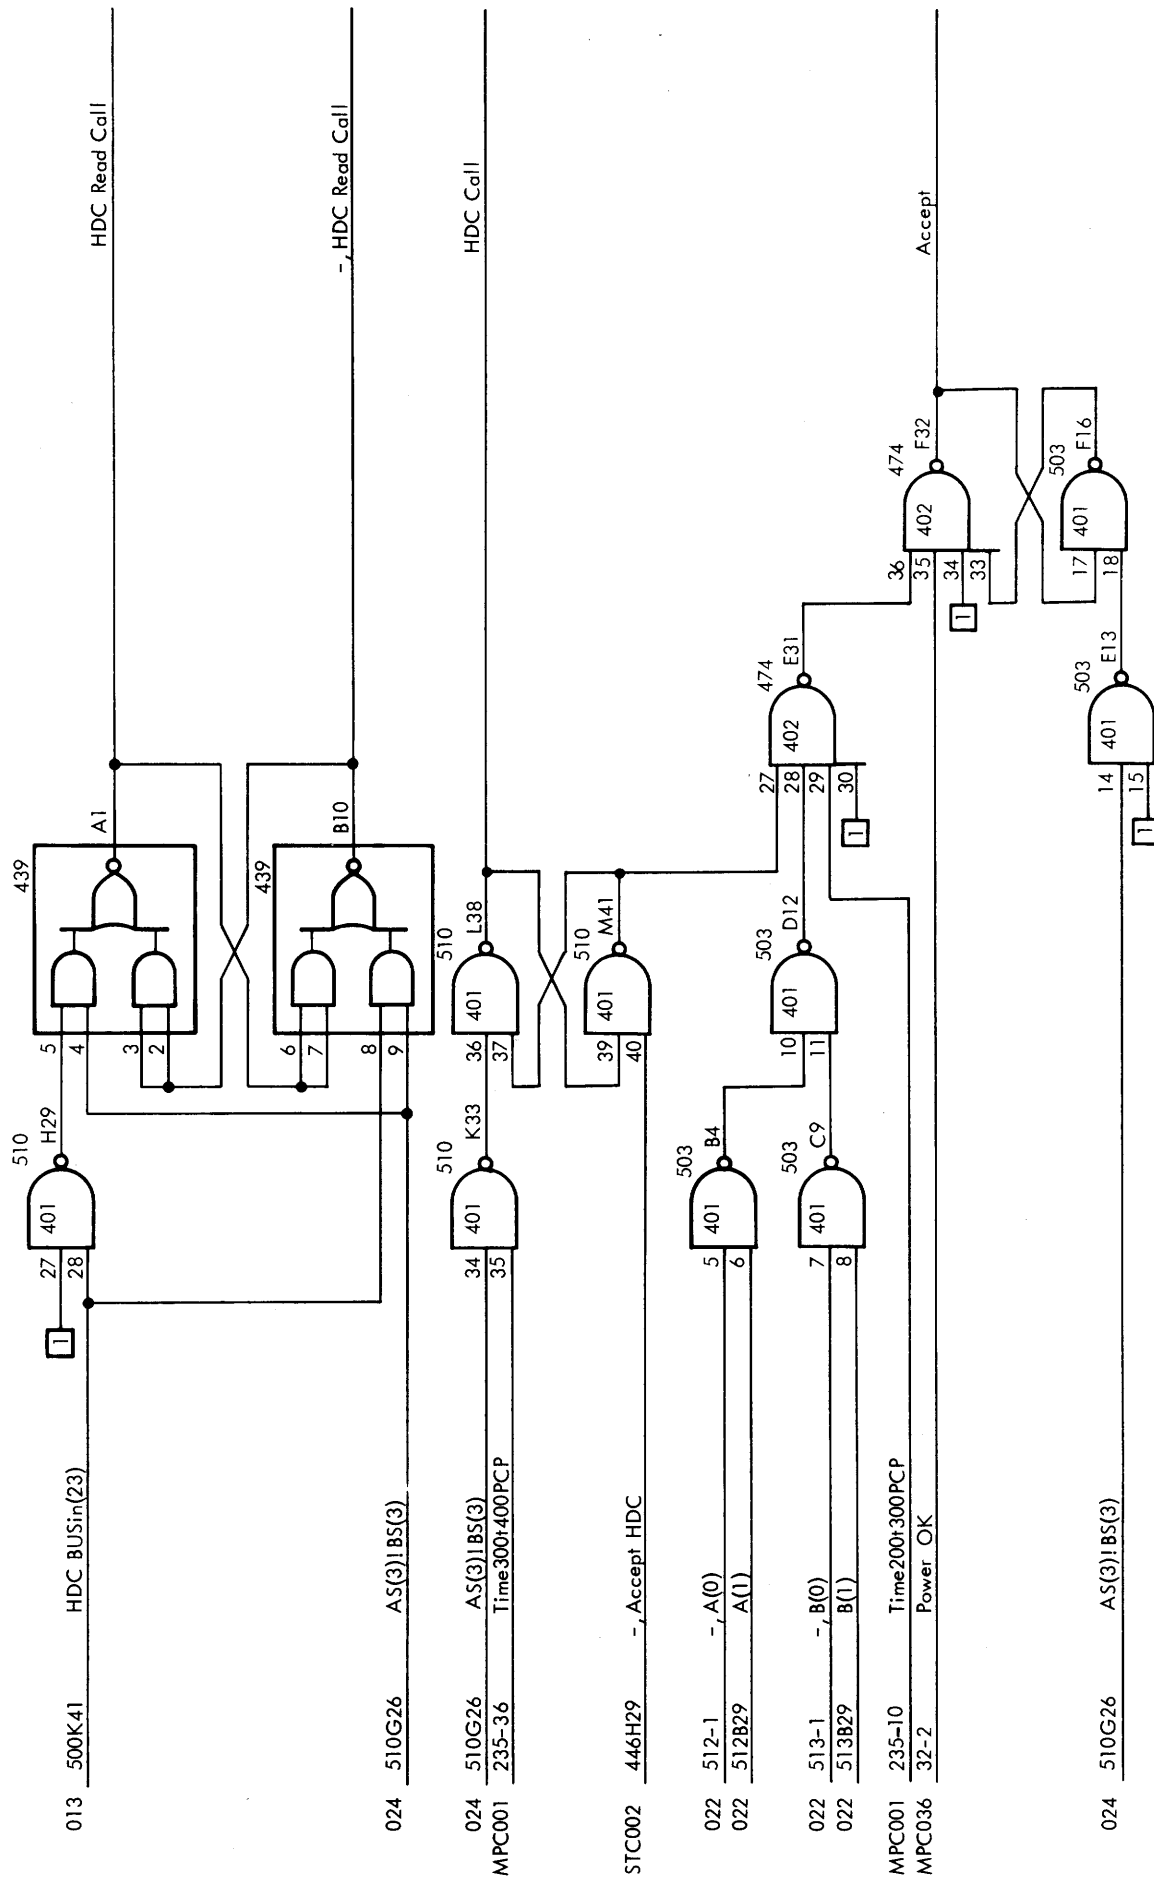 013 500K41 HDC BUSin(23)
1
27
28
401
510
H29
5
4
3
2
439
A1
HDC Read Call
024 510G26 AS(3)!BS(3)
6
7
8
9
439
B10
-,HDC Read Call
024 510G26 AS(3)!BS(3)
MPC001 235-36 Time300t400PCP
34
35
401
510
K33
36
37
401
510
L38
HDC Call
STC002 446H29 -,Accept HDC
39
40
401
510
M41
022 512-1 -,A(0)
022 512B29 A(1)
5
6
401
503
B4
022 513-1 -,B(0)
022 513B29 B(1)
7
8
401
503
C9
10
11
401
503
D12
MPC001 235-10 Time200t300PCP
MPC036 32-2 Power OK
27
28
29
30
1
402
474
E31
36
35
34
33
1
402
474
F32
Accept
024 510G26 AS(3)!BS(3)
14
15
1
401
503
E13
17
18
401
503
F16